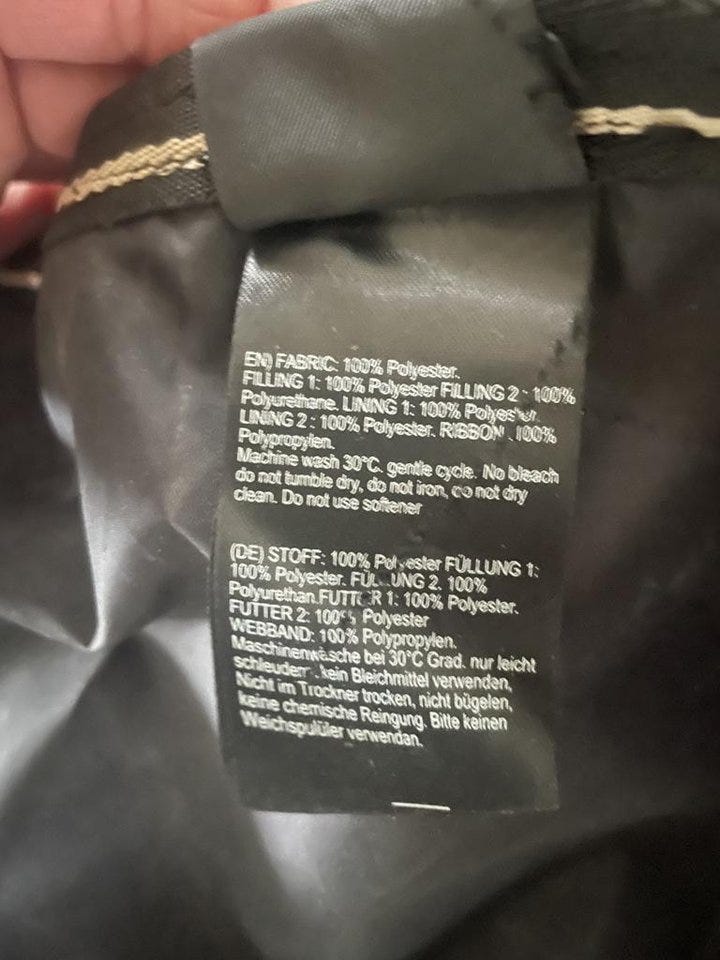 EN) FABRIC: 100% Polyester.
FILLING 1: 100% Polyester FILLING 2 : 100%
Polyurethane. LINING 1: 100% Polyester.
LINING 2 : 100% Polyester. RIBBON 100%
Polypropylen.
Machine wash 30°C. gentle cycle. No bleach
do not tumble dry, do not iron, do not dry
clean. Do not use softener
(DE) STOFF: 100% Polyester FÜLLUNG 1:
100% Polyester. FÜLLUNG 2. 100%
Polyurethan.FUTTER 1: 100% Polyester.
FUTTER 2: 100% Polyester
WEBBAND: 100% Polypropylen.
Maschinenwäsche bei 30°C Grad. nur leicht
schleudern kein Bleichmittel verwenden,
Nicht im Trockner trocken, nicht bügelen,
keine chemische Reingung. Bitte keinen
Weichspulüler verwendan.